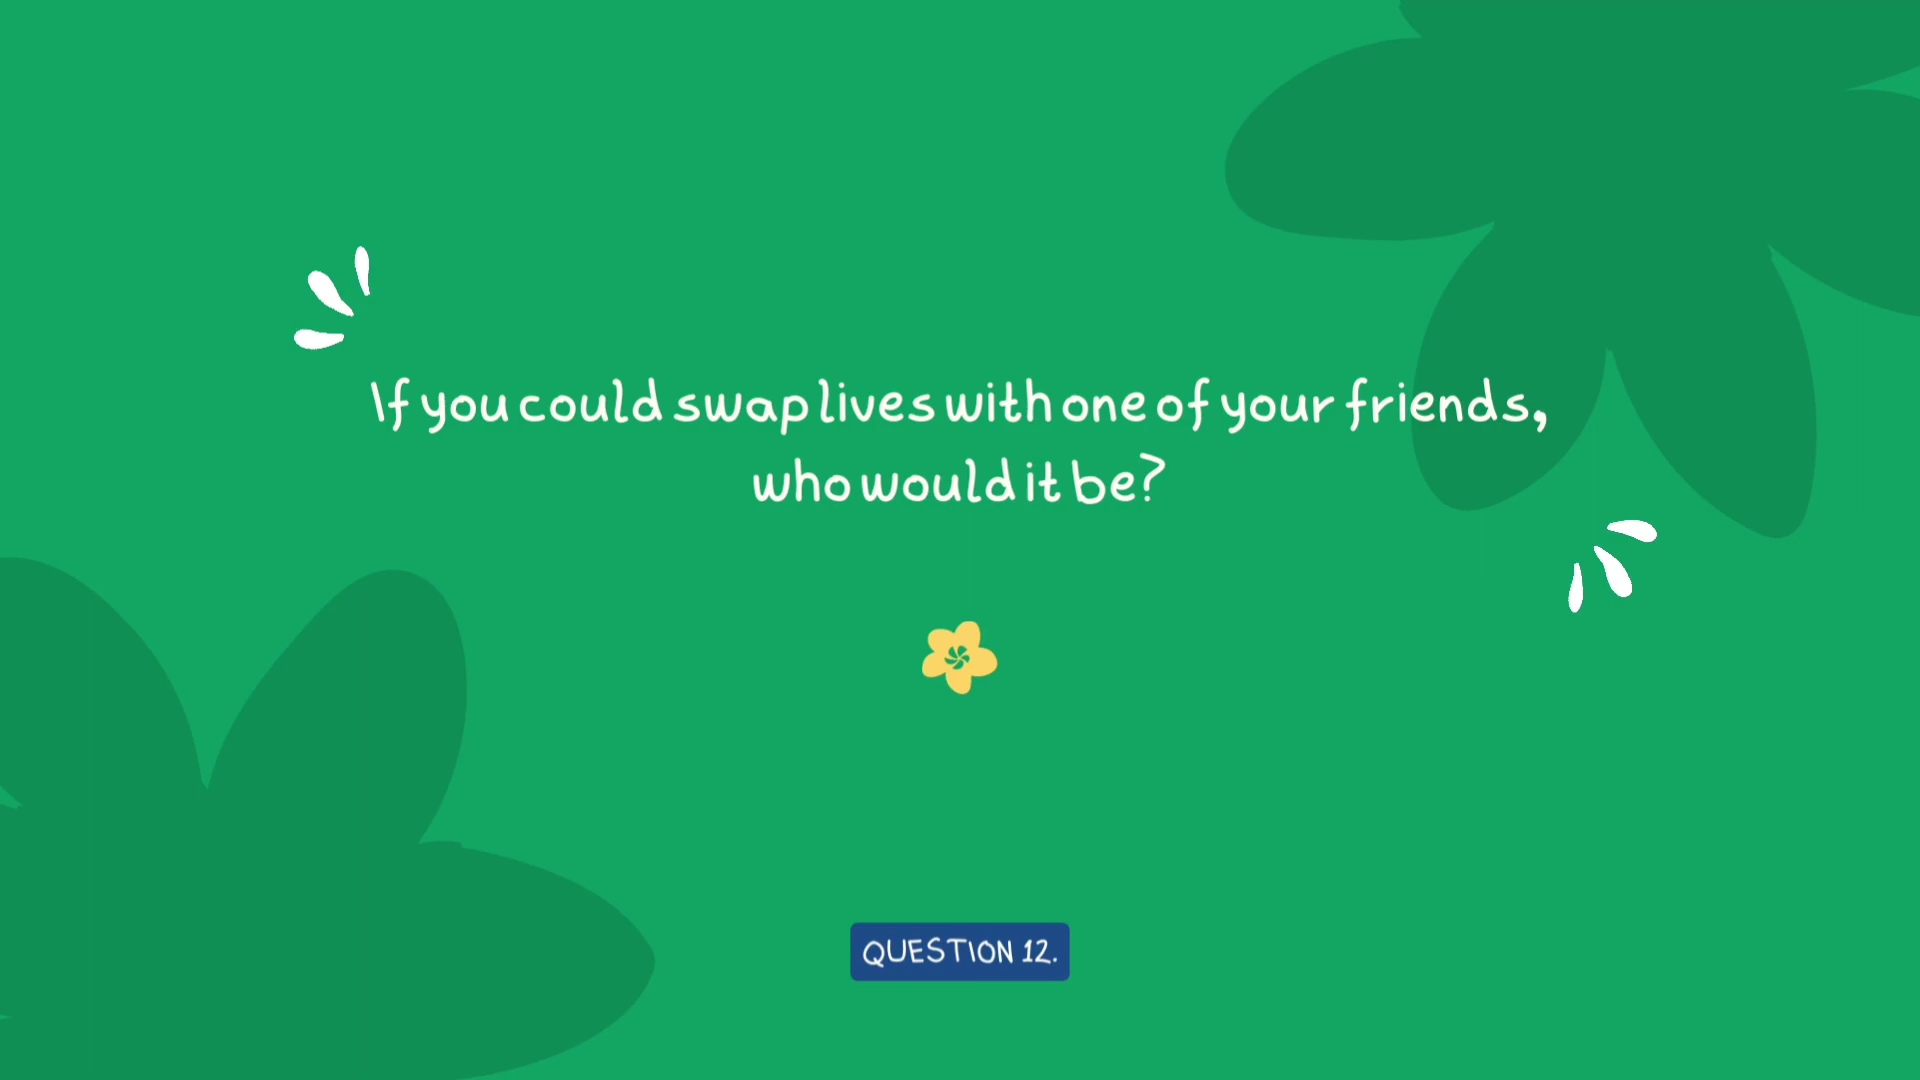 If you could swap lives with one of your friends,
who would it be?
QUESTION 12.